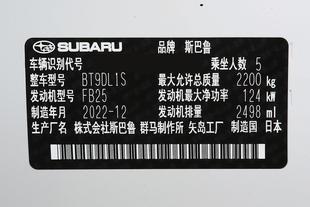 SUBARU 品牌 斯巴鲁
车辆识别代号 乘坐人数 5
整车型号 BT9DL1S 最大允许总质量 2200 kg
发动机型号 FB25 发动机最大净功率 124 kW
制造年月 2022-12 发动机排量 2498 ml
生产厂名 株式会社斯巴鲁 群马制作所 矢岛工厂 制造国 日本